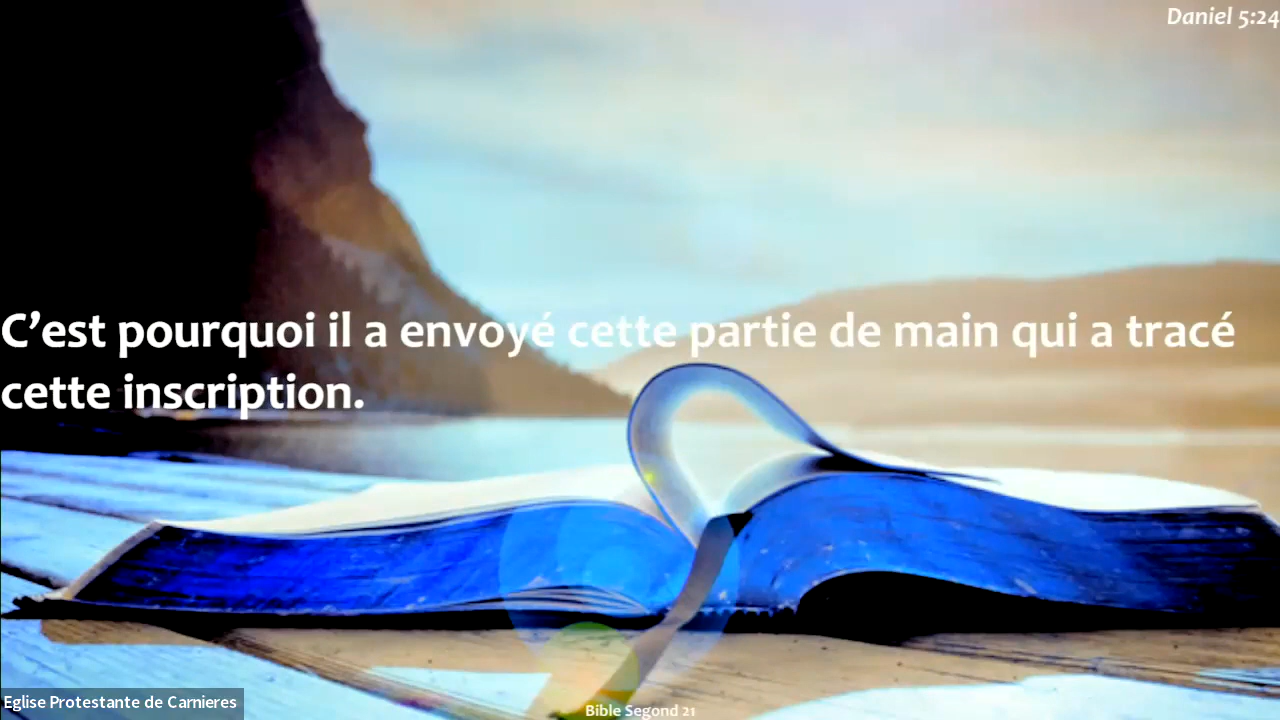 Daniel 5:24
C’est pourquoi il a envoyé cette partie de main qui a tracé
cette inscription.
Eglise Protestante de Carnieres
Bible Segond 21